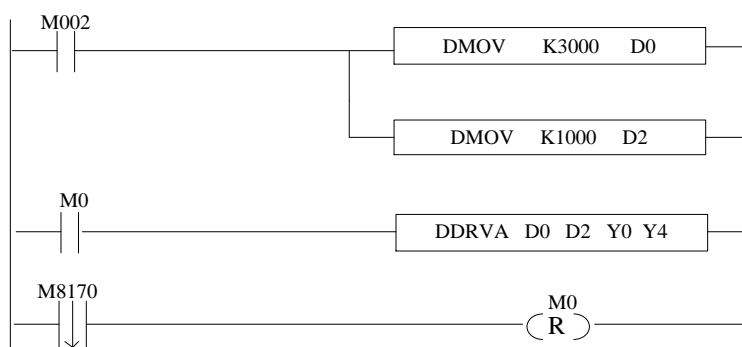 M002
DMOV K3000 D0
DMOV K1000 D2
M0
DDRVA D0 D2 Y0 Y4
M8170
M0
R